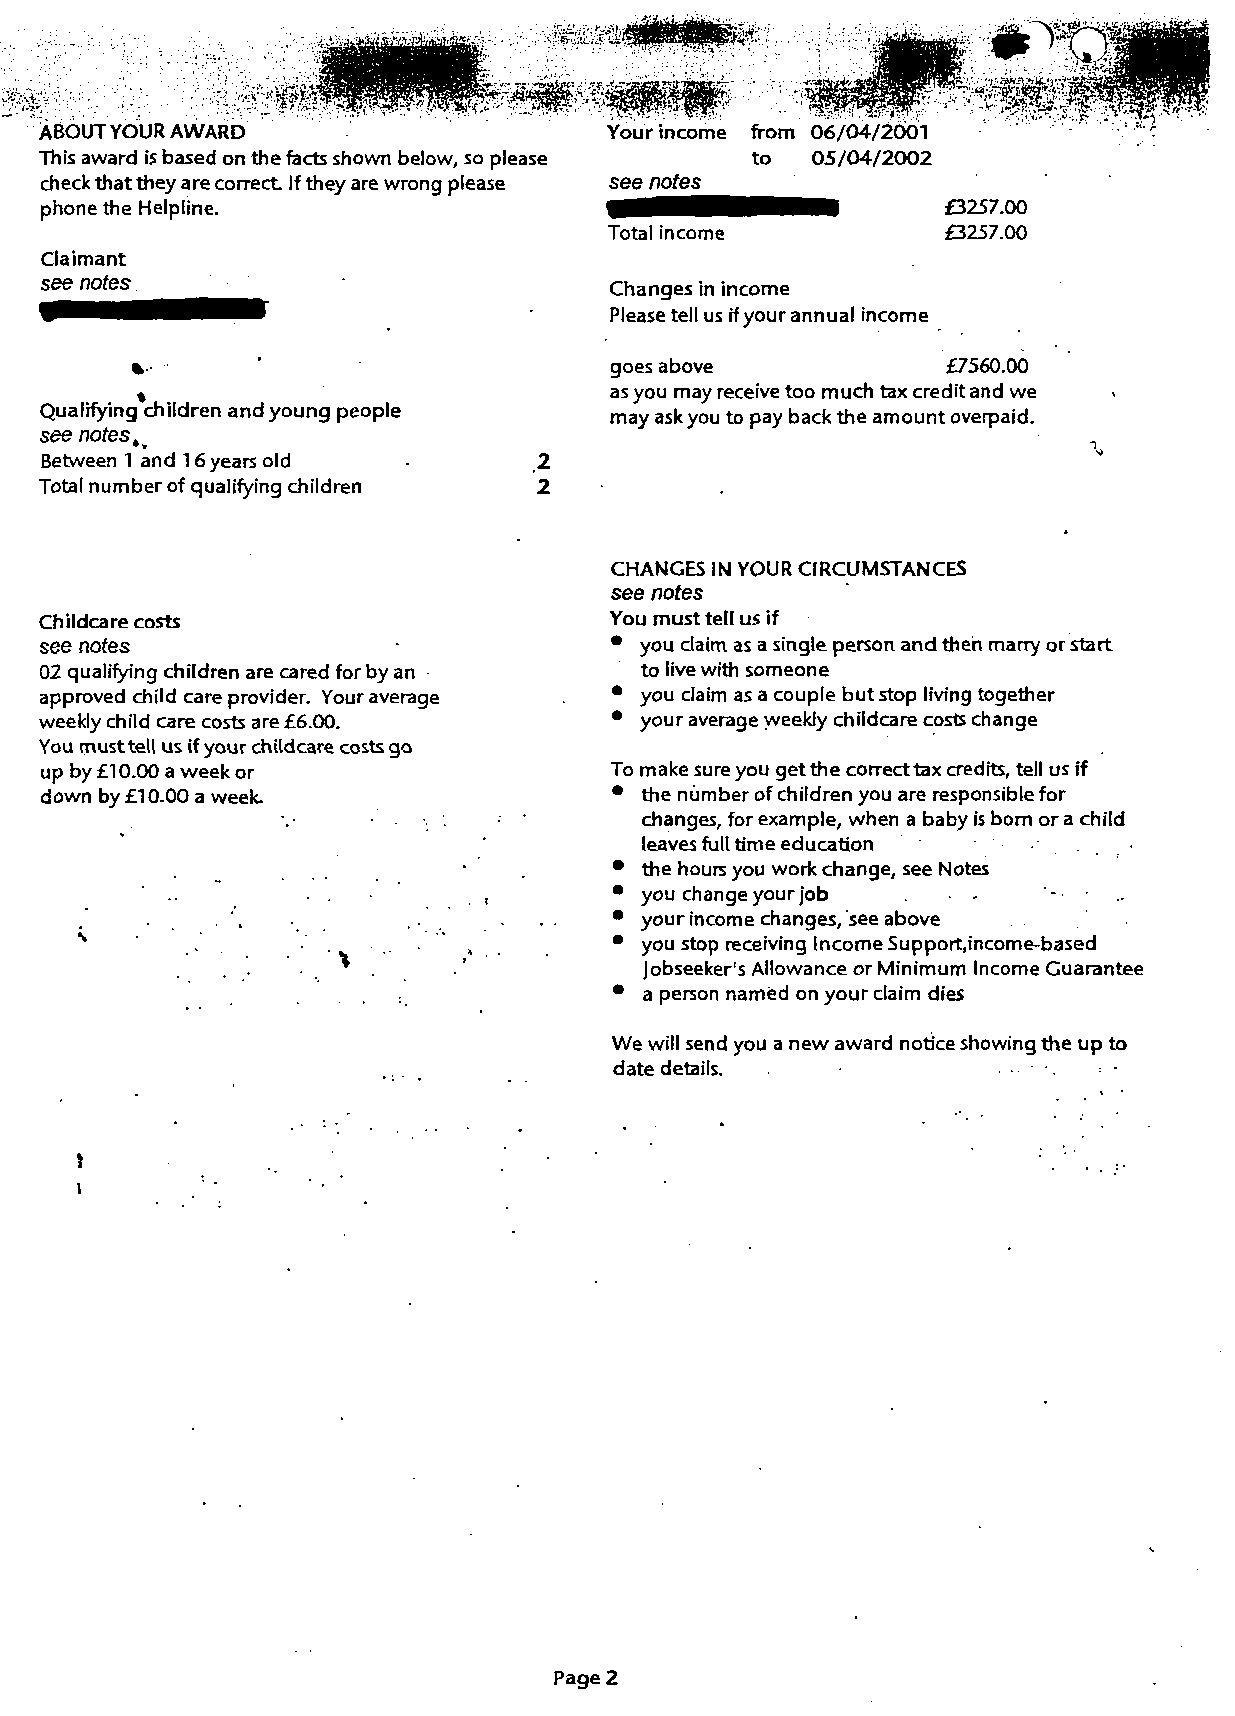 ABOUT YOUR AWARD
This award is based on the facts shown below, so please
check that they are correct. If they are wrong please
phone the Helpline.
Claimant
see notes
Qualifying children and young people
see notes
Between 1 and 16 years old 2
Total number of qualifying children 2
Childcare costs
see notes
02 qualifying children are cared for by an
approved child care provider. Your average
weekly child care costs are £6.00.
You must tell us if your childcare costs go
up by £10.00 a week or
down by £10.00 a week.
Your income from 06/04/2001
to 05/04/2002
see notes
£3257.00
Total income £3257.00
Changes in income
Please tell us if your annual income
goes above £7560.00
as you may receive too much tax credit and we
may ask you to pay back the amount overpaid.
CHANGES IN YOUR CIRCUMSTANCES
see notes
You must tell us if
• you claim as a single person and then marry or start
to live with someone
• you claim as a couple but stop living together
• your average weekly childcare costs change
To make sure you get the correct tax credits, tell us if
• the number of children you are responsible for
changes, for example, when a baby is born or a child
leaves full time education
• the hours you work change, see Notes
• you change your job
• your income changes, see above
• you stop receiving Income Support,income-based
Jobseeker's Allowance or Minimum Income Guarantee
• a person named on your claim dies
We will send you a new award notice showing the up to
date details.
Page 2